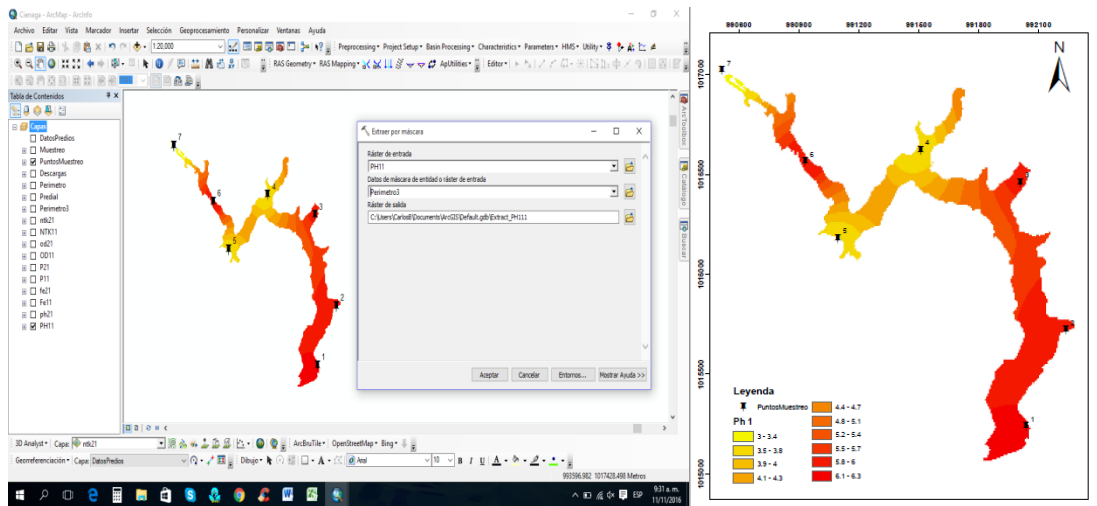 Cienaga - ArcMap - ArcInfo
Archivo Editar Vista Marcador Insertar Selección Geoprocesamiento Personalizar Ventanas Ayuda
1:20,000
Preprocessing Project Setup Basin Processing Characteristics Parameters HMS Utility
RAS Geometry RAS Mapping ApUtilities Editor
Tabla de Contenidos
Capas
DatosPredios
Muestreo
PuntosMuestreo
Descargas
Perimetro
Predial
Perimetro3
ntk21
NTK11
od21
OD11
P21
P11
fe21
Fe11
ph21
PH11
7
6
5
4
3
2
1
Extraer por máscara
Ráster de entrada
PH11
Datos de máscara de entidad o ráster de entrada
Perimetro3
Ráster de salida
C:\Users\CarlosB\Documents\ArcGIS\Default.gdb\Extract_PH111
Aceptar Cancelar Entornos... Mostrar Ayuda >>
ArcToolbox
Catálogo
Buscar
3D Analyst Capa: ntk21 ArcBruTile OpenStreetMap Bing
Georreferenciación Capa: DatosPredios Dibujo Arial 10 B I U A
993596.982 1017428.498 Metros
ESP
9:31 a. m.
11/11/2016
990600 990900 991200 991500 991800 992100
1017000
1016500
1016000
1015500
1015000
N
7
6
5
4
1
Leyenda
PuntosMuestreo
Ph 1
3 - 3.4
3.5 - 3.8
3.9 - 4
4.1 - 4.3
4.4 - 4.7
4.8 - 5.1
5.2 - 5.4
5.5 - 5.7
5.8 - 6
6.1 - 6.3